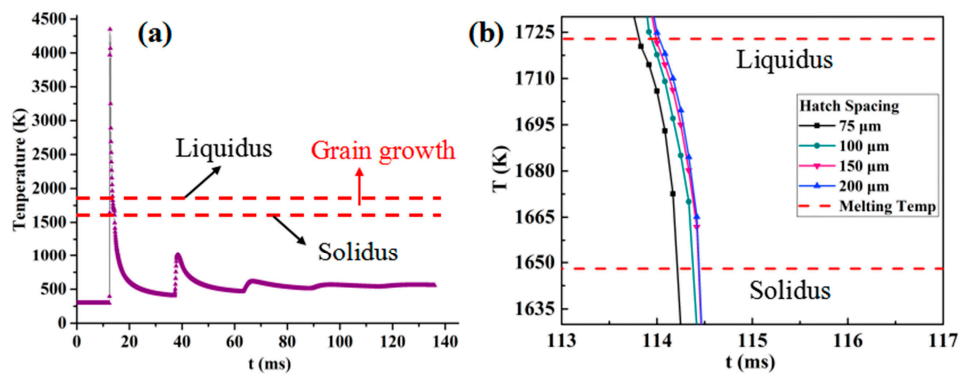 (a)
4500
4000
3500
3000
2500
2000
1500
1000
500
0
Tenperature (K)
Liquidus
Grain growth
Solidus
0 20 40 60 80 100 120 140
t (ms)
(b)
1725
1710
1695
1680
1665
1650
1635
T (K)
Liquidus
Hatch Spacing
75 µm
100 µm
150 µm
200 µm
Melting Temp
Solidus
113 114 115 116 117
t (ms)